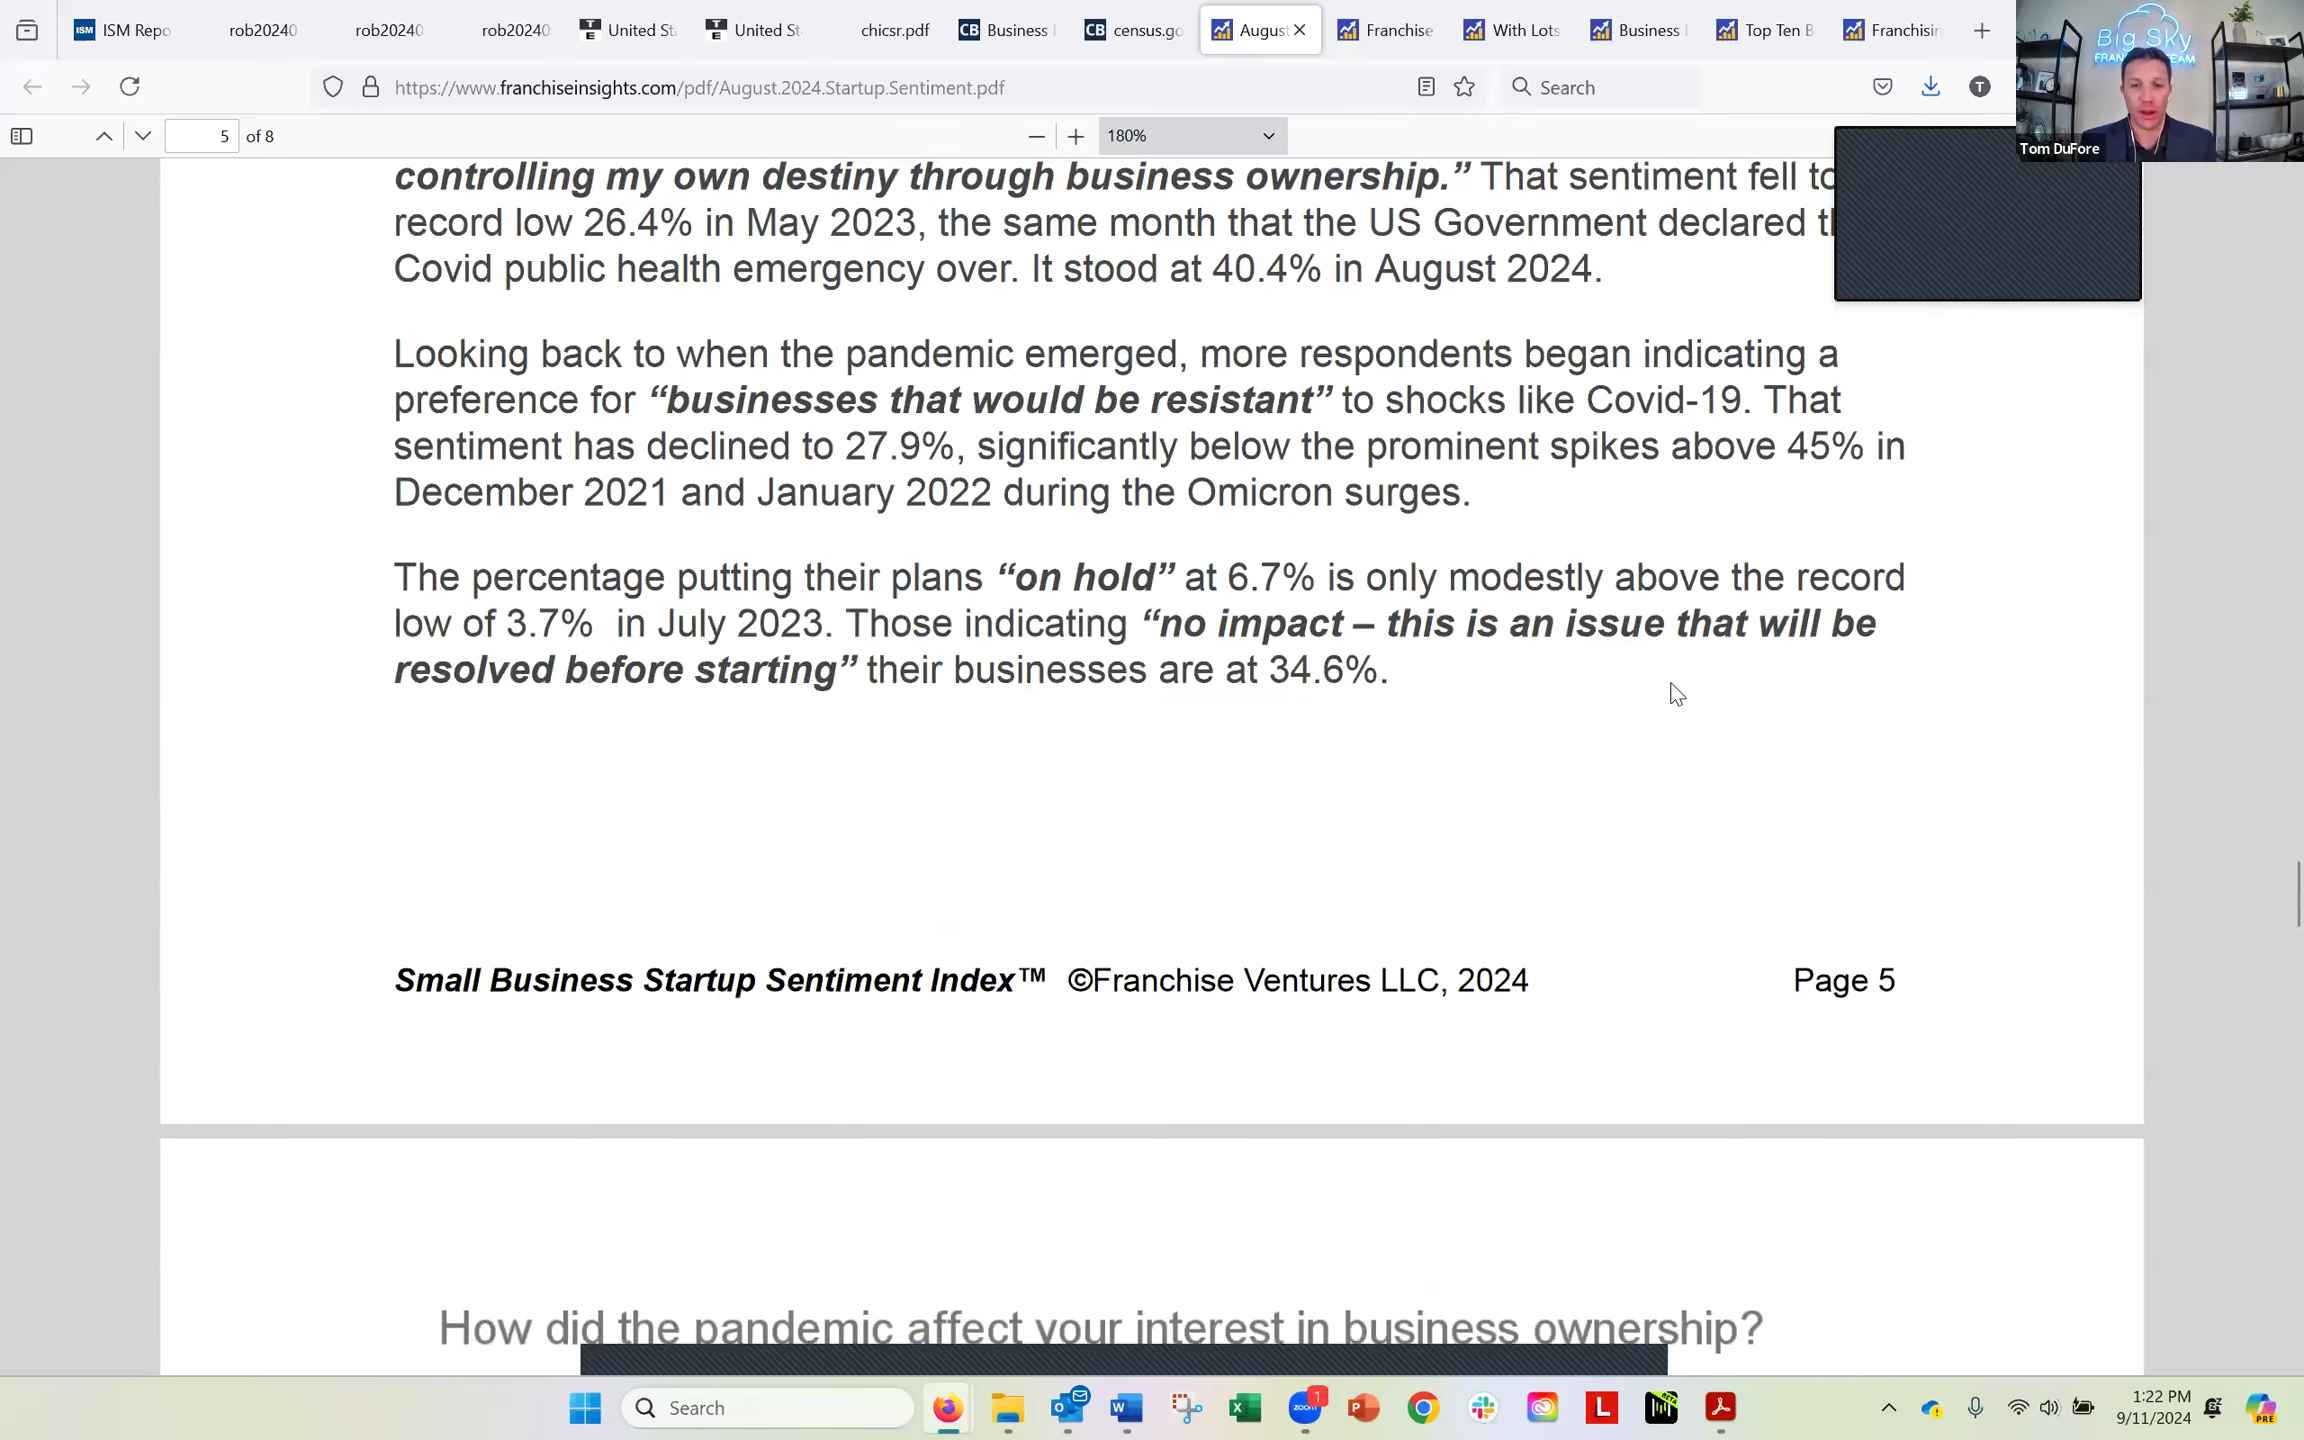 ISM Repo
rob20240
rob20240
rob20240
United St
United St
chicsr.pdf
CB Business
CB census.go
August
Franchise
With Lots
Business
Top Ten B
Franchisin
https://www.franchiseinsights.com/pdf/August.2024.Startup.Sentiment.pdf
Search
T
5 of 8
180%
Big Sky
Tom DuFore
controlling my own destiny through business ownership.” That sentiment fell to
record low 26.4% in May 2023, the same month that the US Government declared
Covid public health emergency over. It stood at 40.4% in August 2024.
Looking back to when the pandemic emerged, more respondents began indicating a
preference for “businesses that would be resistant” to shocks like Covid-19. That
sentiment has declined to 27.9%, significantly below the prominent spikes above 45% in
December 2021 and January 2022 during the Omicron surges.
The percentage putting their plans “on hold” at 6.7% is only modestly above the record
low of 3.7% in July 2023. Those indicating “no impact – this is an issue that will be
resolved before starting” their businesses are at 34.6%.
Small Business Startup Sentiment Index™ ©Franchise Ventures LLC, 2024 Page 5
How did the pandemic affect your interest in business ownership?
Search
zoom
1
L
BETA
PRE
1:22 PM
9/11/2024